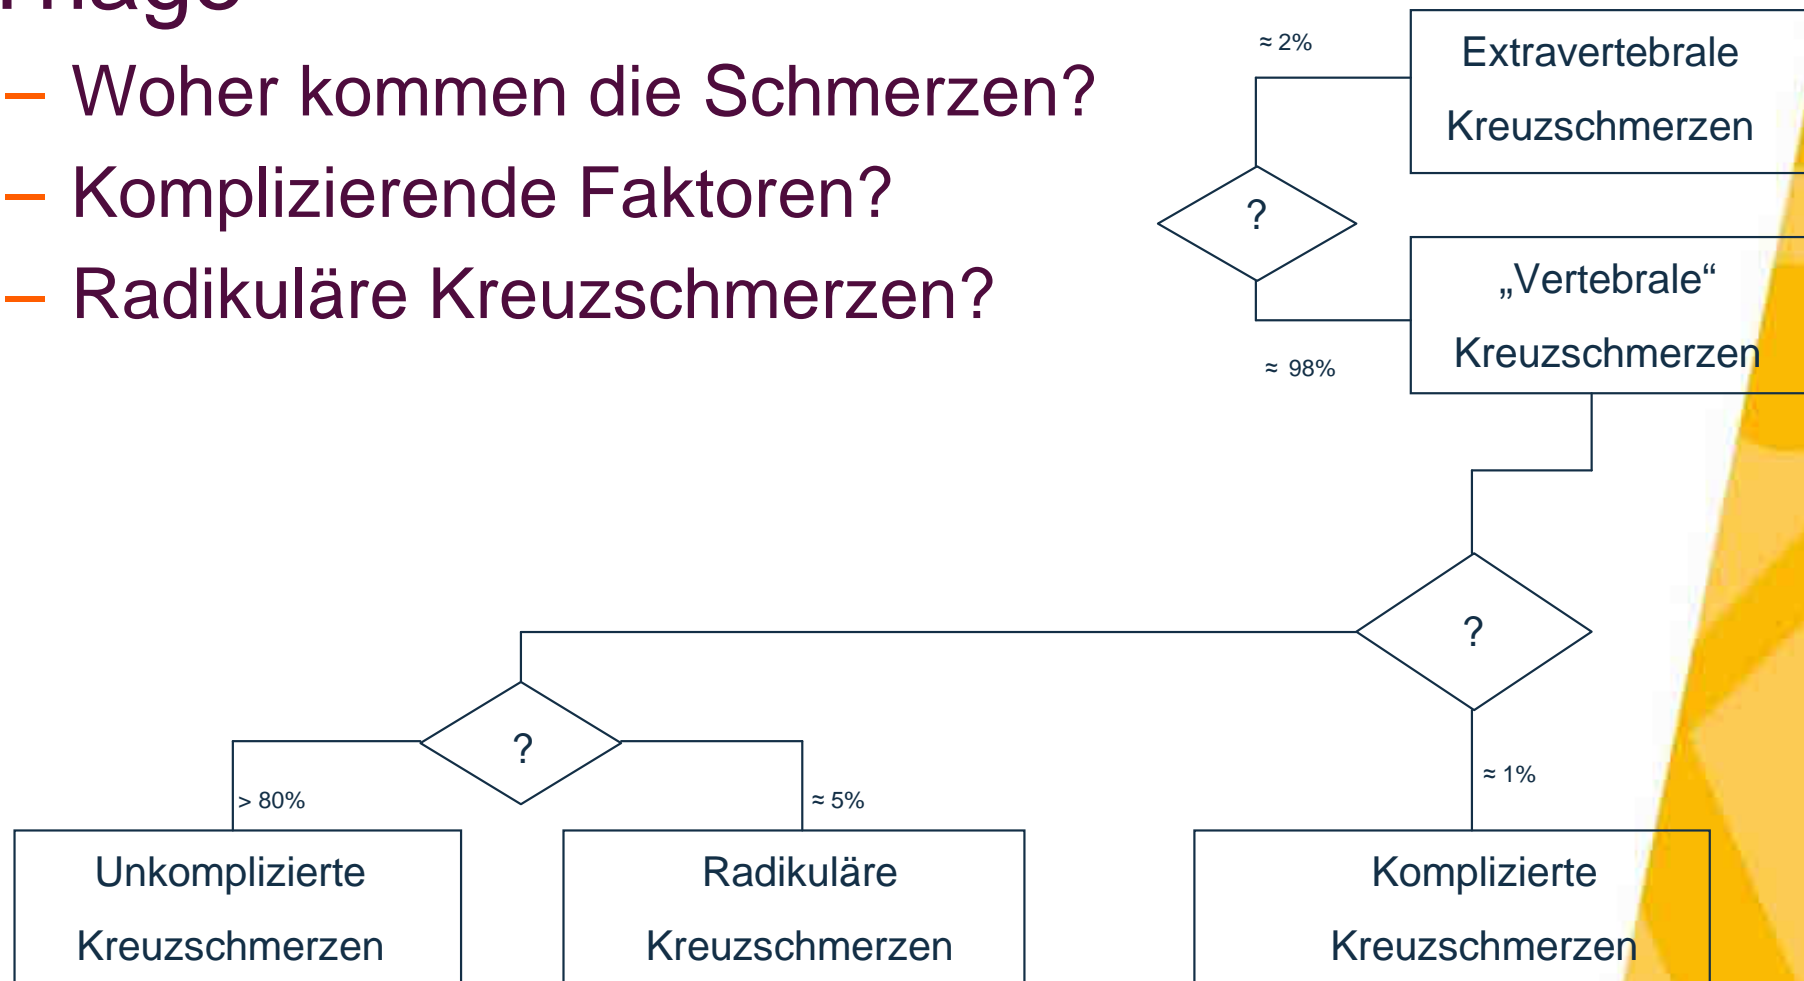 – Woher kommen die Schmerzen?
– Komplizierende Faktoren?
– Radikuläre Kreuzschmerzen?
≈ 2%
Extravertebrale
Kreuzschmerzen
?
„Vertebrale“
Kreuzschmerzen
≈ 98%
?
?
> 80%
≈ 5%
≈ 1%
Unkomplizierte
Kreuzschmerzen
Radikuläre
Kreuzschmerzen
Komplizierte
Kreuzschmerzen